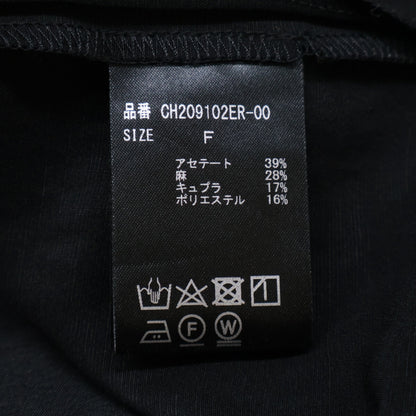 品番 CH209102ER-00
SIZE F
アセテート 39%
麻 28%
キュプラ 17%
ポリエステル 16%
F W